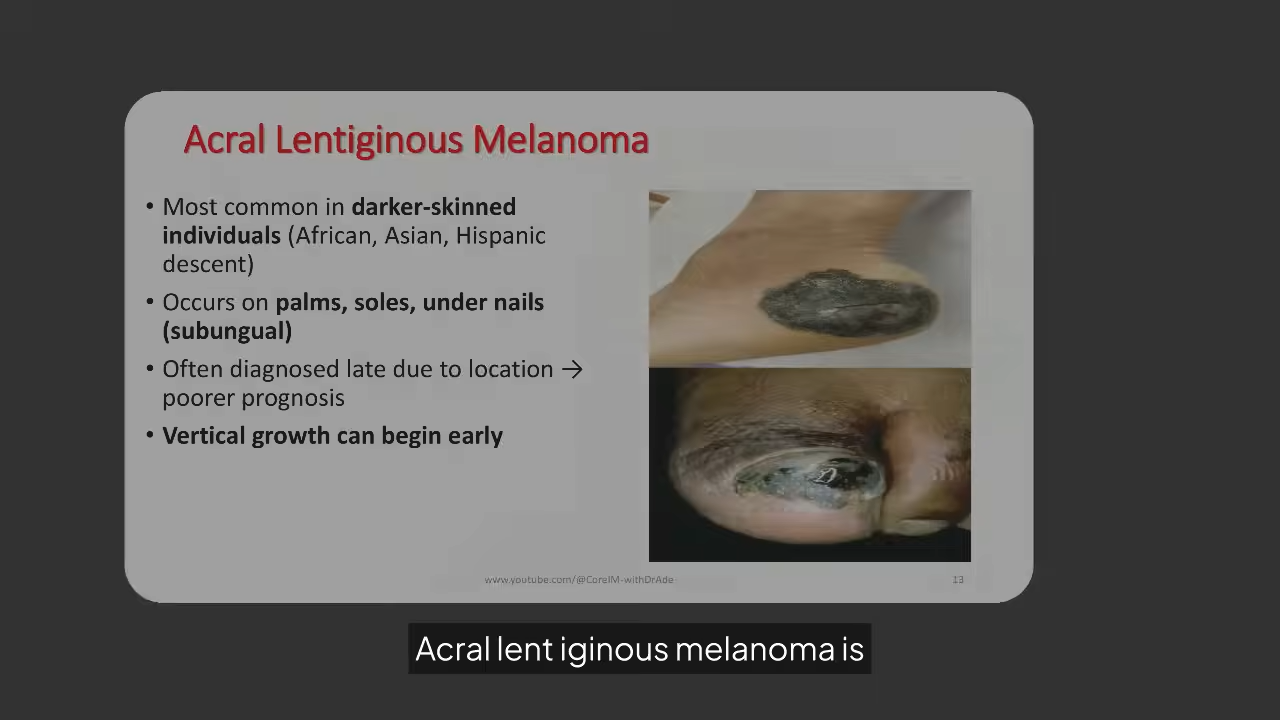 Acral Lentiginous Melanoma
• Most common in darker-skinned
individuals (African, Asian, Hispanic
descent)
• Occurs on palms, soles, under nails
(subungual)
• Often diagnosed late due to location →
poorer prognosis
• Vertical growth can begin early
www.youtube.com/@CoreIM-withDrAde
13
Acral lent iginous melanoma is